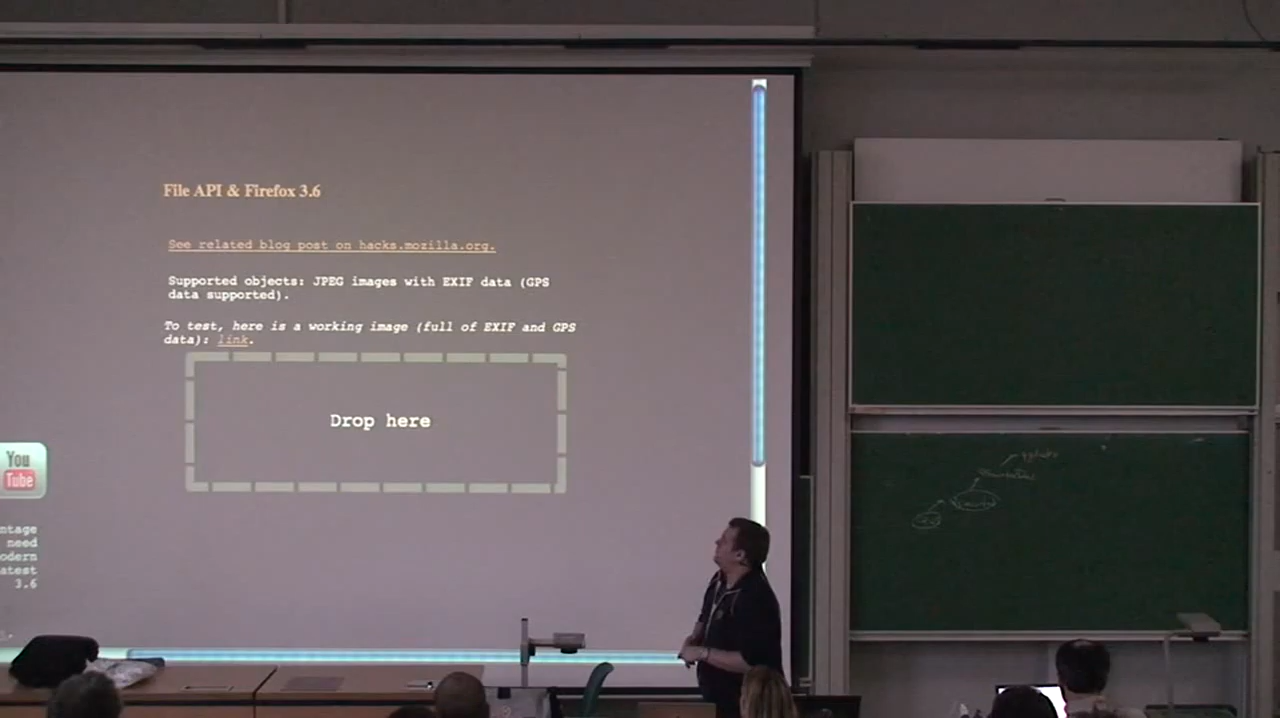 File API & Firefox 3.6
See related blog post on hacks.mozilla.org.
Supported objects: JPEG images with EXIF data (GPS
data supported).
To test, here is a working image (full of EXIF and GPS
data): link.
Drop here
You
Tube
ntage
need
odern
atest
3.6